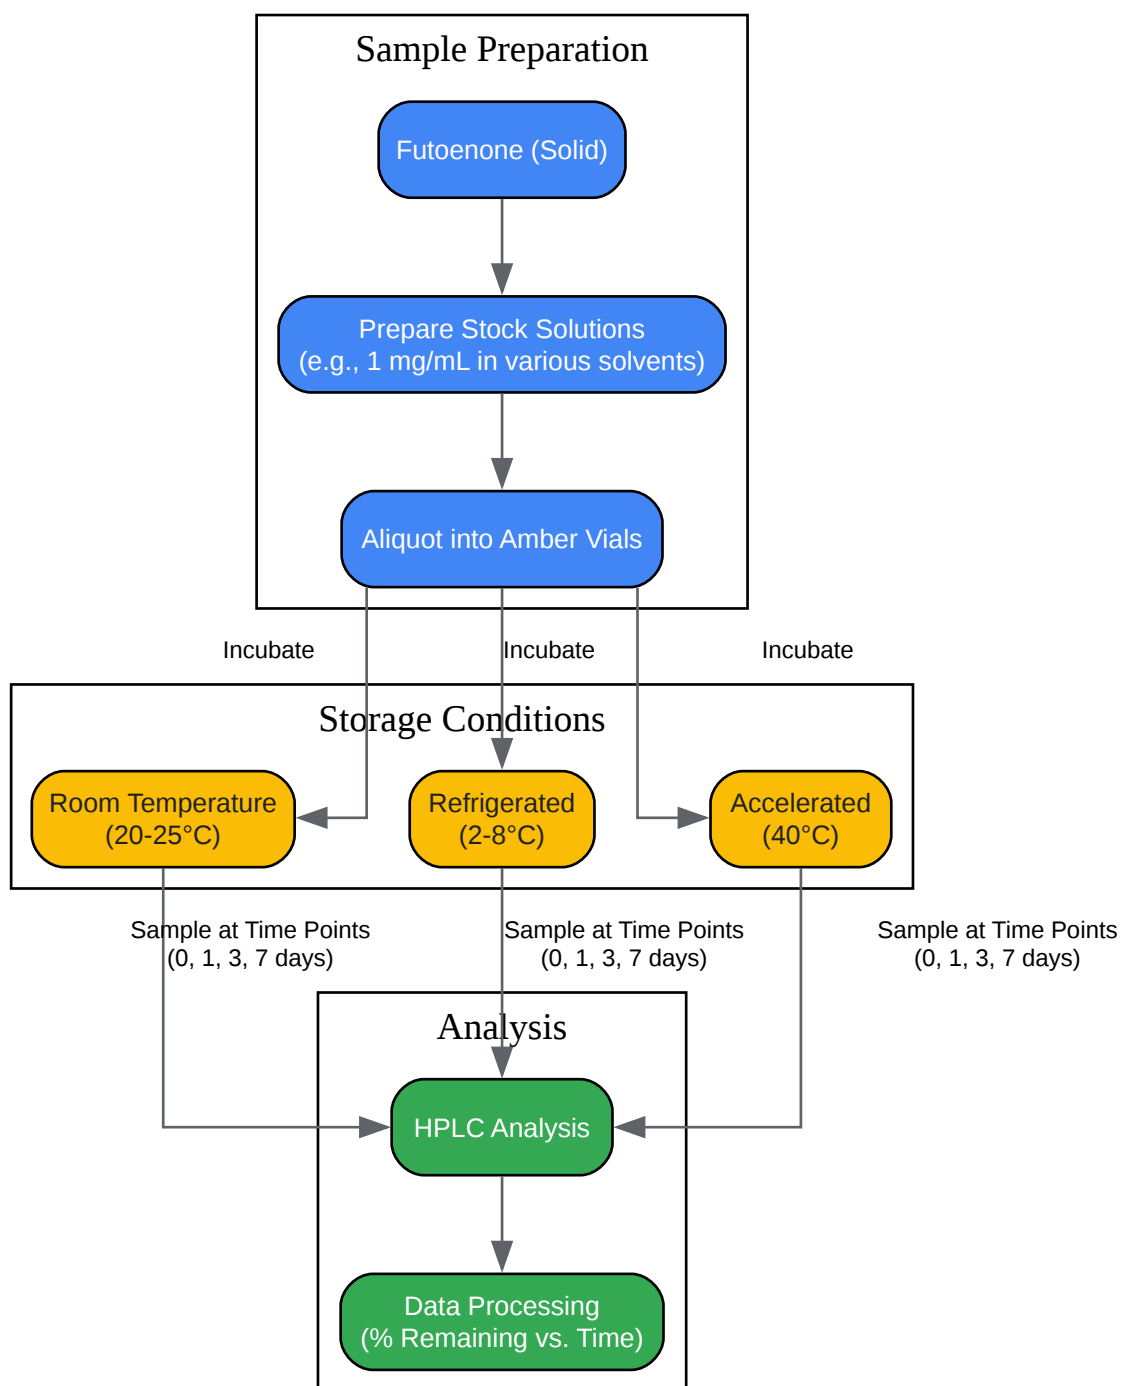 Sample Preparation
Futoenone (Solid)
Prepare Stock Solutions
(e.g., 1 mg/mL in various solvents)
Aliquot into Amber Vials
Incubate
Incubate
Incubate
Storage Conditions
Room Temperature
(20-25°C)
Refrigerated
(2-8°C)
Accelerated
(40°C)
Sample at Time Points
(0, 1, 3, 7 days)
Sample at Time Points
(0, 1, 3, 7 days)
Sample at Time Points
(0, 1, 3, 7 days)
Analysis
HPLC Analysis
Data Processing
(% Remaining vs. Time)